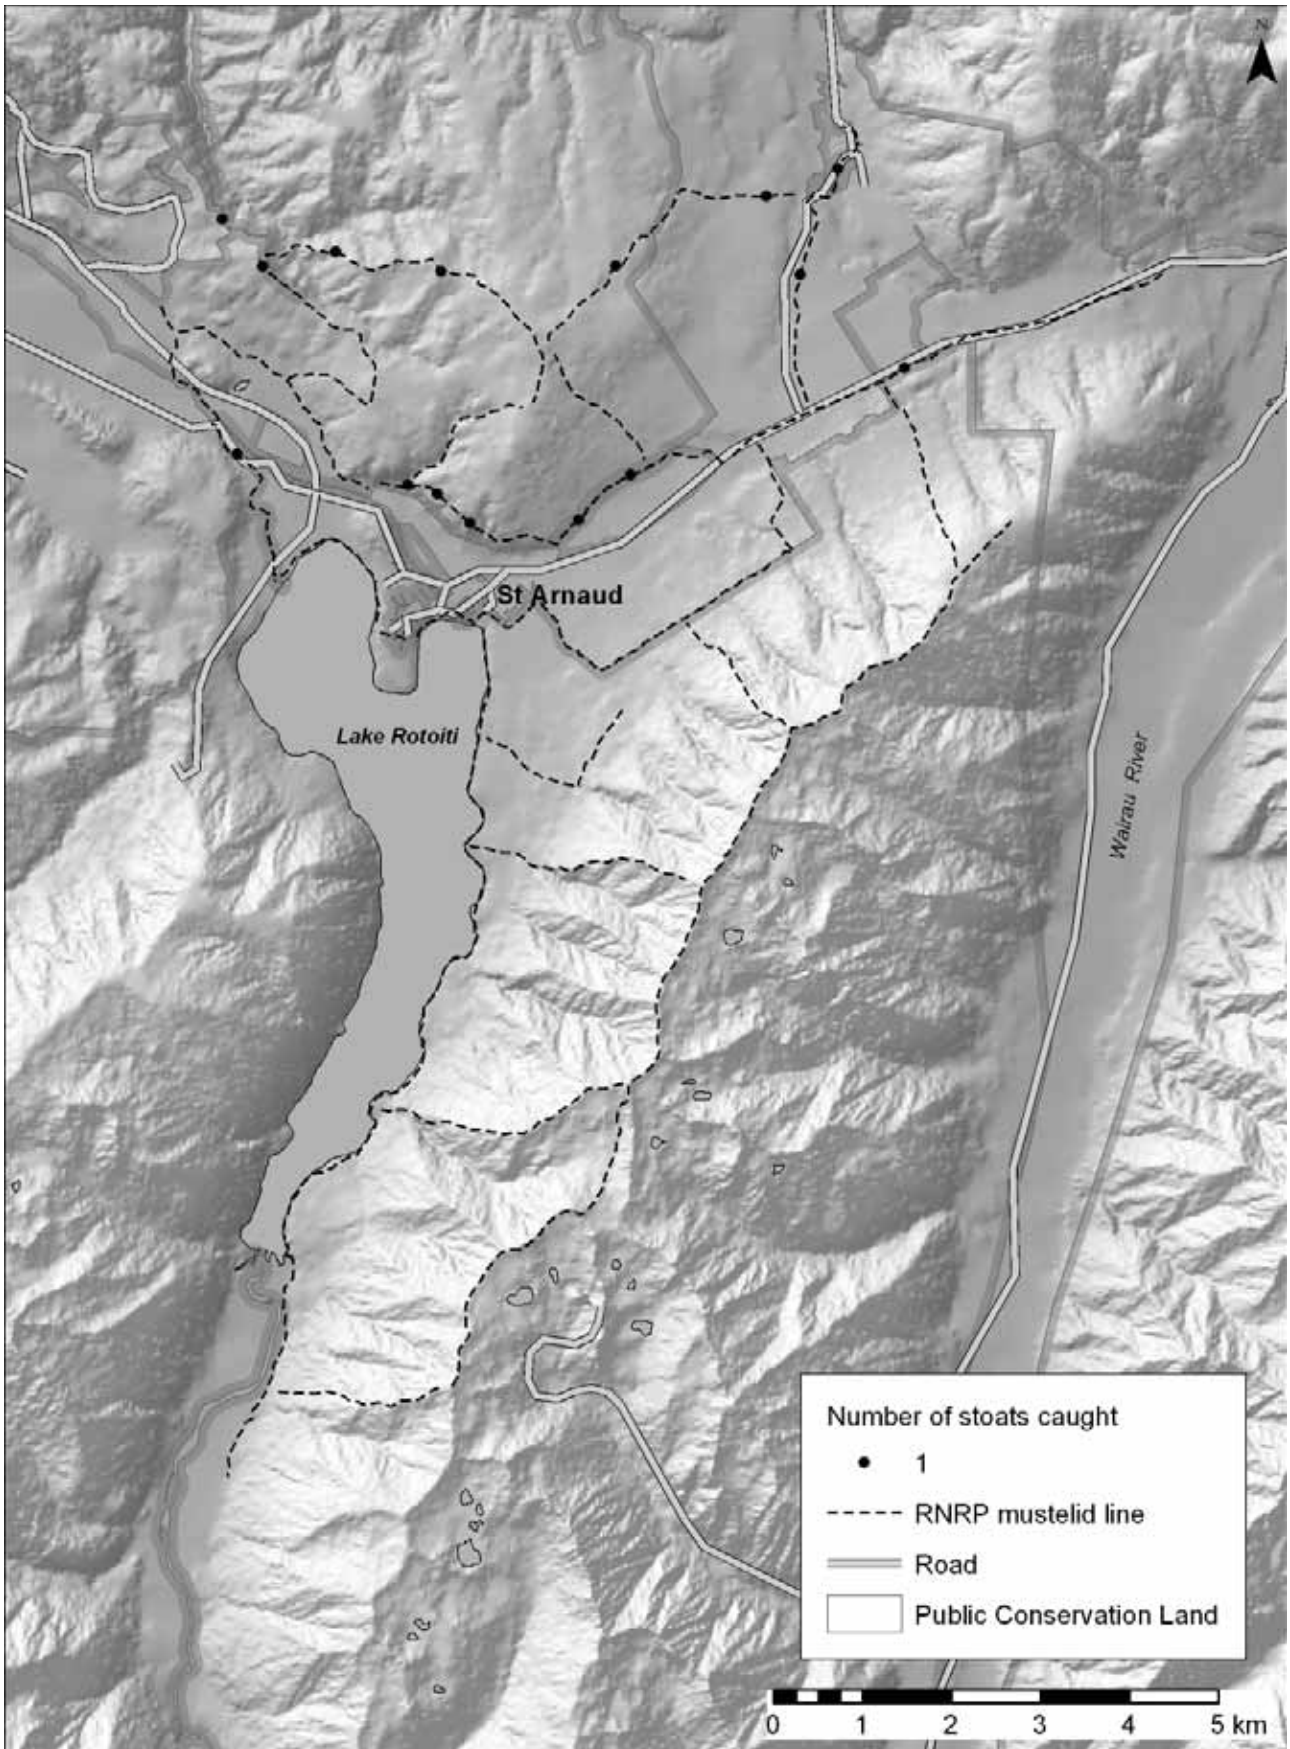 N
St Arnaud
Lake Rotoiti
Wairau River
Number of stoats caught
1
RNRP mustelid line
Road
Public Conservation Land
0 1 2 3 4 5 km